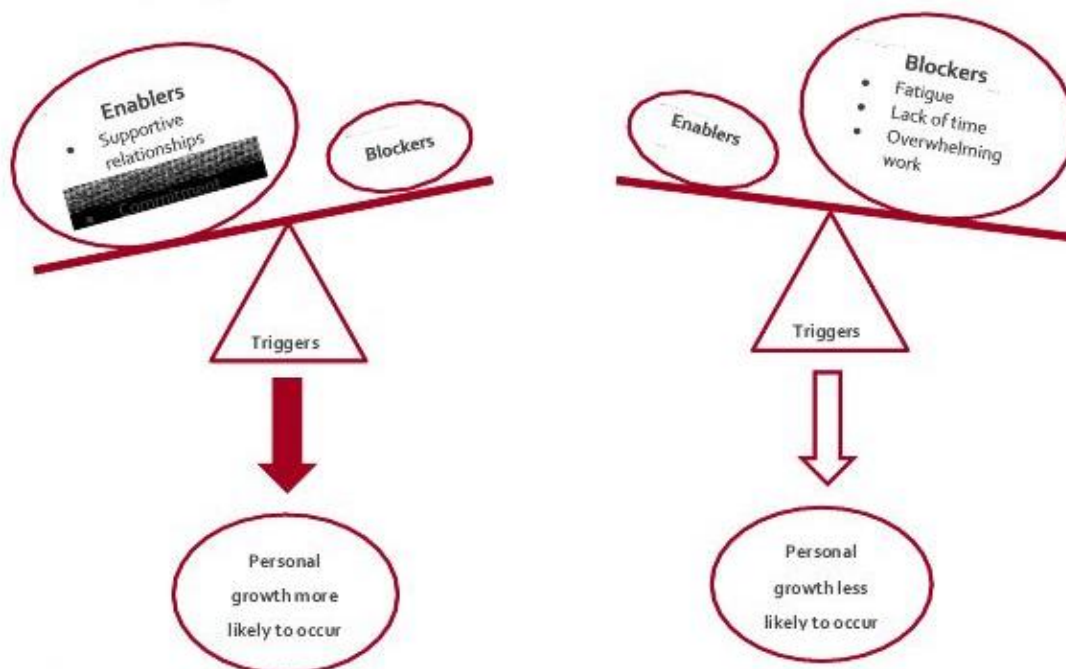 Enablers
• Supportive
relationships
• Commitment
Blockers
Triggers
Personal
growth more
likely to occur
Enablers
Blockers
• Fatigue
• Lack of time
• Overwhelming
work
Triggers
Personal
growth less
likely to occur